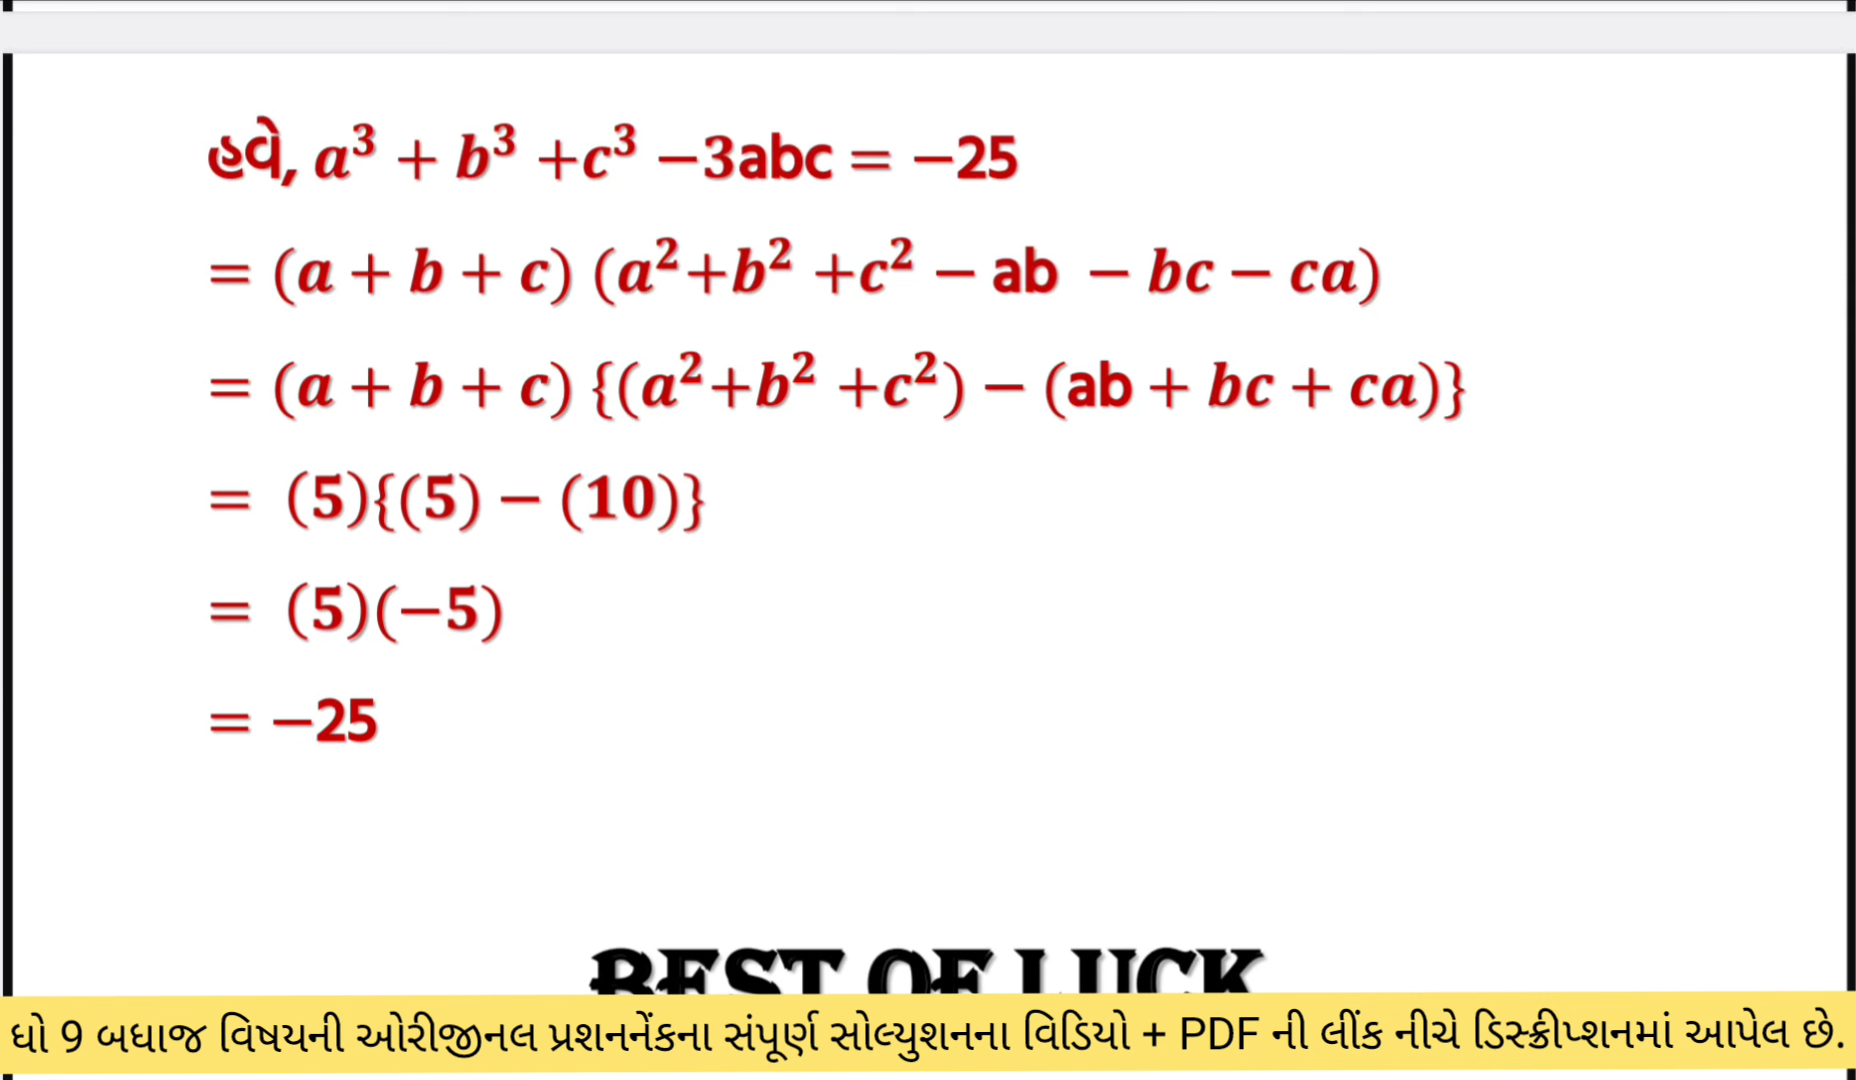 હવે, a³ + b³ +c³ −3abc = −25
= (a + b + c) (a²+b² +c² − ab − bc − ca)
= (a + b + c) {(a²+b² +c²) − (ab + bc + ca)}
= (5){(5) − (10)}
= (5)(−5)
= −25
BEST OF LUCK
ધો 9 બધાજ વિષયની ઓરીજીનલ પ્રશનનેંકના સંપૂર્ણ સોલ્યુશનના વિડિયો + PDF ની લીંક નીચે ડિસ્ક્રીપ્શનમાં આપેલ છે.